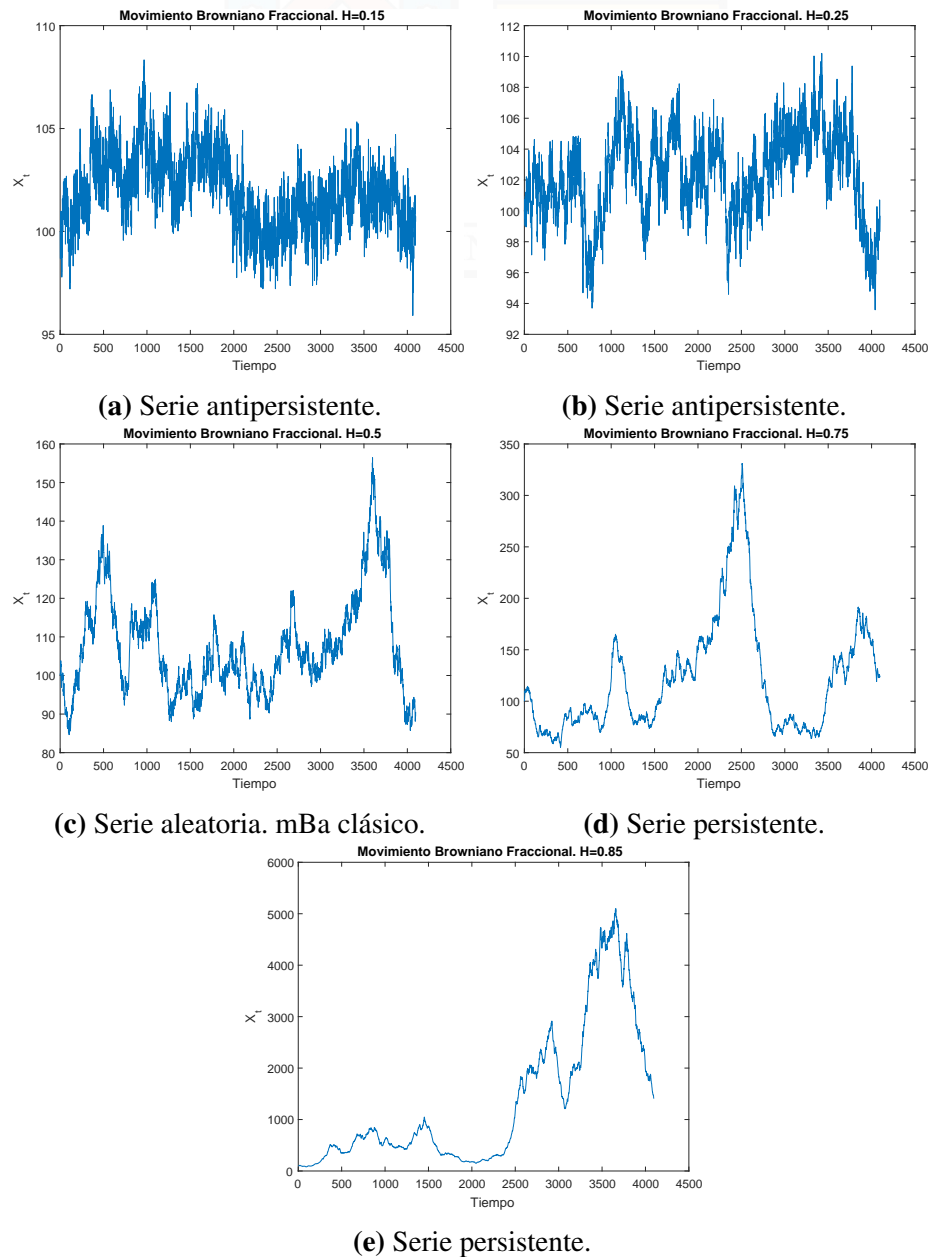 Movimiento Browniano Fraccional. H=0.15
110
105
100
95
X_t
0 500 1000 1500 2000 2500 3000 3500 4000 4500
Tiempo
(a) Serie antipersistente.
Movimiento Browniano Fraccional. H=0.25
112
110
108
106
104
102
100
98
96
94
92
X_t
0 500 1000 1500 2000 2500 3000 3500 4000 4500
Tiempo
(b) Serie antipersistente.
Movimiento Browniano Fraccional. H=0.5
160
150
140
130
120
110
100
90
80
X_t
0 500 1000 1500 2000 2500 3000 3500 4000 4500
Tiempo
(c) Serie aleatoria. mBa clásico.
Movimiento Browniano Fraccional. H=0.75
350
300
250
200
150
100
50
X_t
0 500 1000 1500 2000 2500 3000 3500 4000 4500
Tiempo
(d) Serie persistente.
Movimiento Browniano Fraccional. H=0.85
6000
5000
4000
3000
2000
1000
0
X_t
0 500 1000 1500 2000 2500 3000 3500 4000 4500
Tiempo
(e) Serie persistente.